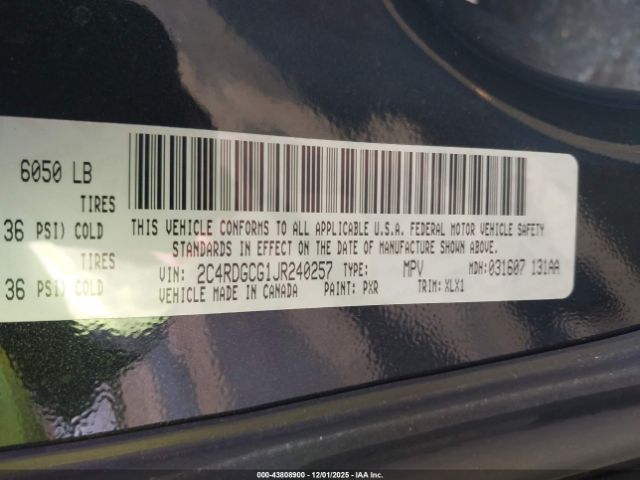 6050 LB
TIRES
36 PSI) COLD
THIS VEHICLE CONFORMS TO ALL APPLICABLE U.S.A. FEDERAL MOTOR VEHICLE SAFETY
STANDARDS IN EFFECT ON THE DATE OF MANUFACTURE SHOWN ABOVE.
TIRES
36 PSI) COLD
VIN: 2C4RDGCG1JR240257 TYPE: MPV MDH: 031607 131AA
VEHICLE MADE IN CANADA PAINT: PXR TRIM: XLX1
© -43808900 - 12/01/2025 - IAA Inc.